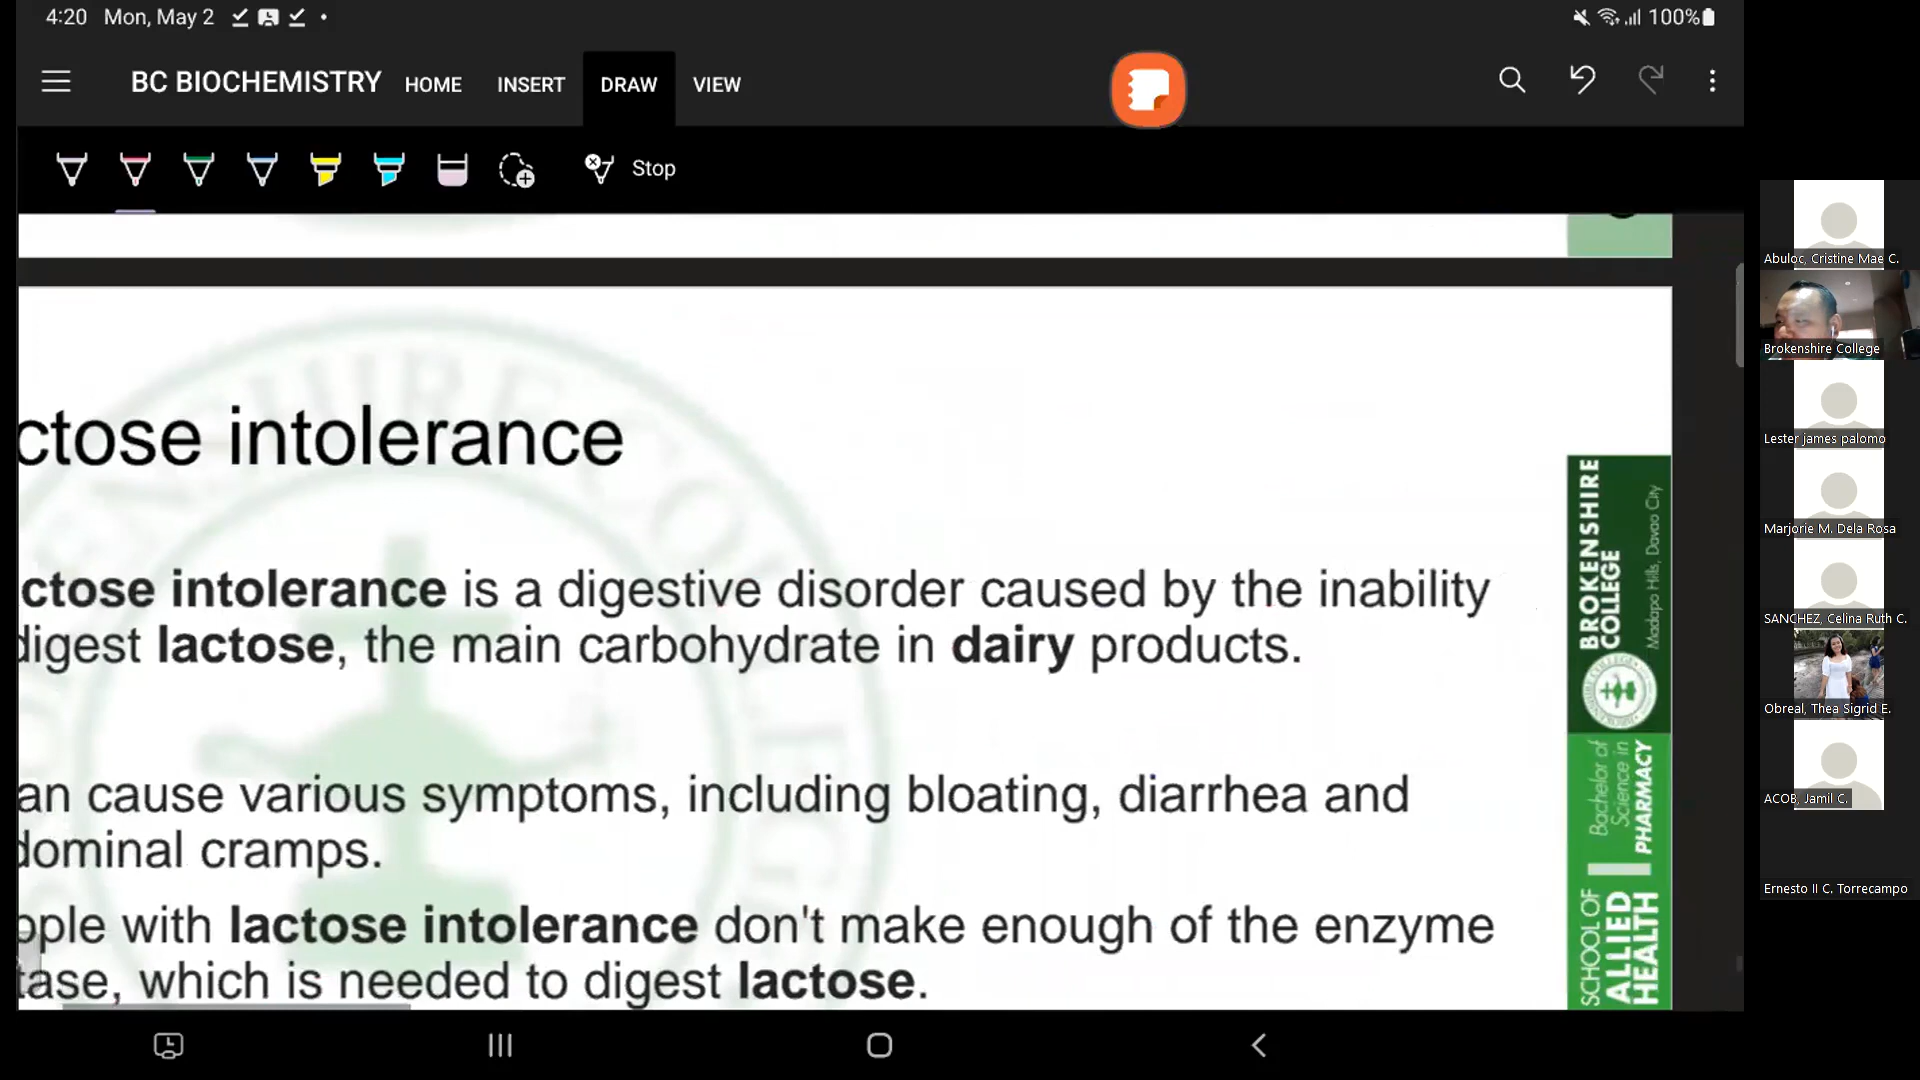 4:20 Mon, May 2
100%
BC BIOCHEMISTRY HOME INSERT DRAW VIEW
Stop
ctose intolerance
ctose intolerance is a digestive disorder caused by the inability
digest lactose, the main carbohydrate in dairy products.
an cause various symptoms, including bloating, diarrhea and
dominal cramps.
ople with lactose intolerance don't make enough of the enzyme
tase, which is needed to digest lactose.
BROKENSHIRE
COLLEGE
Madapo Hills, Davao City
Bachelor of
Science in
PHARMACY
SCHOOL OF
ALLIED
HEALTH
Abuloc, Cristine Mae C.
Brokenshire College
Lester james palomo
Marjorie M. Dela Rosa
SANCHEZ, Celina Ruth C.
Obreal, Thea Sigrid E.
ACOB, Jamil C.
Ernesto II C. Torrecampo